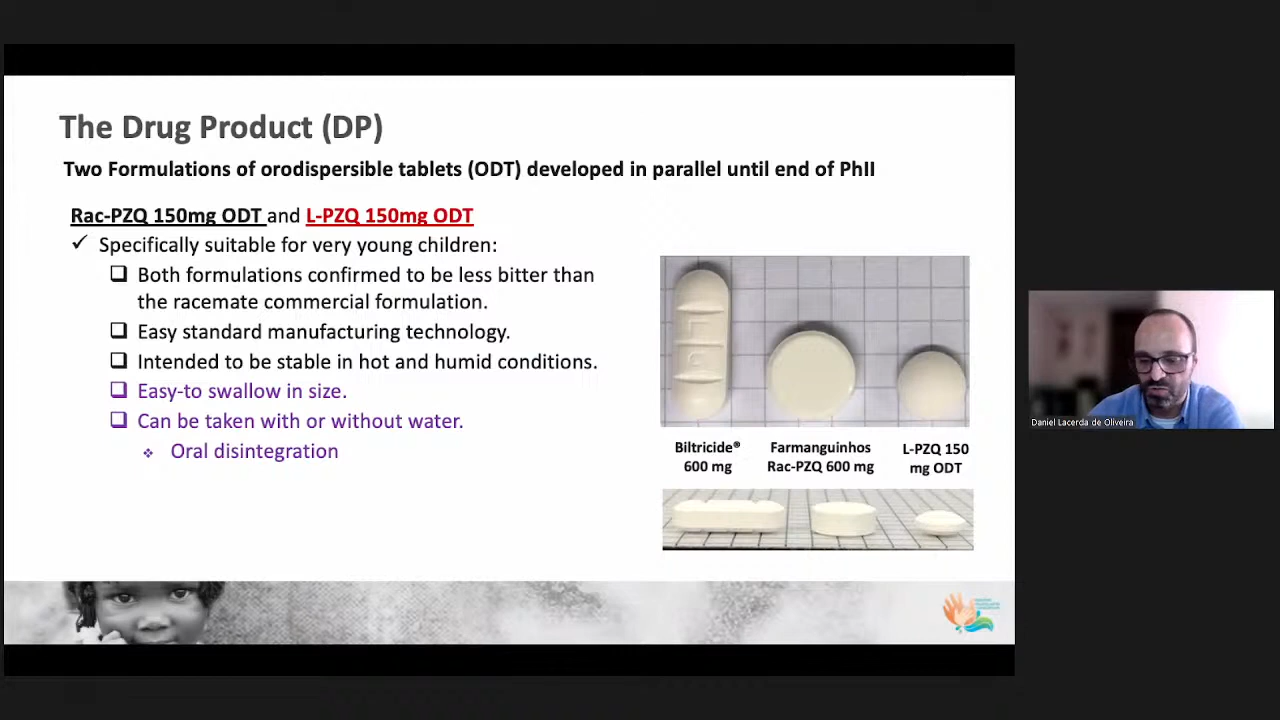 The Drug Product (DP)
Two Formulations of orodispersible tablets (ODT) developed in parallel until end of PhII
Rac-PZQ 150mg ODT and L-PZQ 150mg ODT
✓ Specifically suitable for very young children:
❑ Both formulations confirmed to be less bitter than
the racemate commercial formulation.
❑ Easy standard manufacturing technology.
❑ Intended to be stable in hot and humid conditions.
❑ Easy-to swallow in size.
❑ Can be taken with or without water.
❖ Oral disintegration
Biltricide®
600 mg
Farmanguinhos
Rac-PZQ 600 mg
L-PZQ 150
mg ODT
Daniel Lacerda de Oliveira